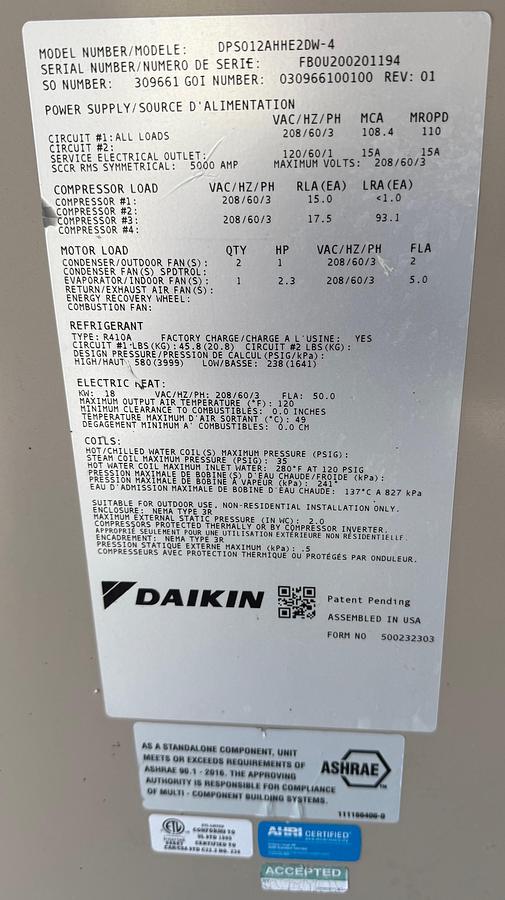 MODEL NUMBER/MODELE: DPS012AHHE2DW-4
SERIAL NUMBER/NUMERO DE SERIE: FBOU200201194
SO NUMBER: 309661 GOI NUMBER: 030966100100 REV: 01
POWER SUPPLY/SOURCE D'ALIMENTATION
VAC/HZ/PH MCA MROPD
CIRCUIT #1: ALL LOADS 208/60/3 108.4 110
CIRCUIT #2:
SERVICE ELECTRICAL OUTLET: 120/60/1 15A 15A
SCCR RMS SYMMETRICAL: 5000 AMP MAXIMUM VOLTS: 208/60/3
COMPRESSOR LOAD VAC/HZ/PH RLA(EA) LRA(EA)
COMPRESSOR #1: 208/60/3 15.0 <1.0
COMPRESSOR #2:
COMPRESSOR #3: 208/60/3 17.5 93.1
COMPRESSOR #4:
MOTOR LOAD QTY HP VAC/HZ/PH FLA
CONDENSER/OUTDOOR FAN(S): 2 1 208/60/3 2
CONDENSER FAN(S) SPDTROL:
EVAPORATOR/INDOOR FAN(S): 1 2.3 208/60/3 5.0
RETURN/EXHAUST AIR FAN(S):
ENERGY RECOVERY WHEEL:
COMBUSTION FAN:
REFRIGERANT
TYPE: R410A FACTORY CHARGE/CHARGE A L'USINE: YES
CIRCUIT #1 LBS(KG): 45.8(20.8) CIRCUIT #2 LBS(KG):
DESIGN PRESSURE/PRESSION DE CALCUL(PSIG/kPa):
HIGH/HAUT 580(3999) LOW/BASSE: 238(1641)
ELECTRIC HEAT:
KW: 18 VAC/HZ/PH: 208/60/3 FLA: 50.0
MAXIMUM OUTPUT AIR TEMPERATURE (°F): 120
MINIMUM CLEARANCE TO COMBUSTIBLES: 0.0 INCHES
TEMPERATURE MAXIMUM D'AIR SORTANT (°C): 49
DEGAGEMENT MINIMUM A' COMBUSTIBLES: 0.0 CM
COILS:
HOT/CHILLED WATER COIL(S) MAXIMUM PRESSURE (PSIG):
STEAM COIL MAXIMUM PRESSURE (PSIG): 35
HOT WATER COIL MAXIMUM INLET WATER: 280°F AT 120 PSIG
PRESSION MAXIMALE DE BOBINE(S) D'EAU CHAUDE/FROIDE (kPa):
PRESSION MAXIMALE DE BOBINE À VAPEUR (kPa): 241°
EAU D'ADMISSION MAXIMALE DE BOBINE D'EAU CHAUDE: 137°C A 827 kPa
SUITABLE FOR OUTDOOR USE, NON-RESIDENTIAL INSTALLATION ONLY.
ENCLOSURE: NEMA TYPE 3R
MAXIMUM EXTERNAL STATIC PRESSURE (IN WC): 2.0
COMPRESSORS PROTECTED THERMALLY OR BY COMPRESSOR INVERTER.
APPROPRIÉ SEULEMENT POUR UNE UTILISATION EXTÉRIEURE NON RÉSIDENTIELLE.
ENCADREMENT: NEMA TYPE 3R
PRESSION STATIQUE EXTERNE MAXIMUM (kPa): .5
COMPRESSEURS AVEC PROTECTION THERMIQUE OU PROTÉGÉS PAR ONDULEUR.
DAIKIN
Patent Pending
ASSEMBLED IN USA
FORM NO 500232303
AS A STANDALONE COMPONENT, UNIT
MEETS OR EXCEEDS REQUIREMENTS OF
ASHRAE 90.1 - 2016. THE APPROVING
AUTHORITY IS RESPONSIBLE FOR COMPLIANCE
OF MULTI - COMPONENT BUILDING SYSTEMS.
ASHRAE
CONFORMS TO
UL STD 1995
CERTIFIED TO
AHRI CERTIFIED
ACCEPTED